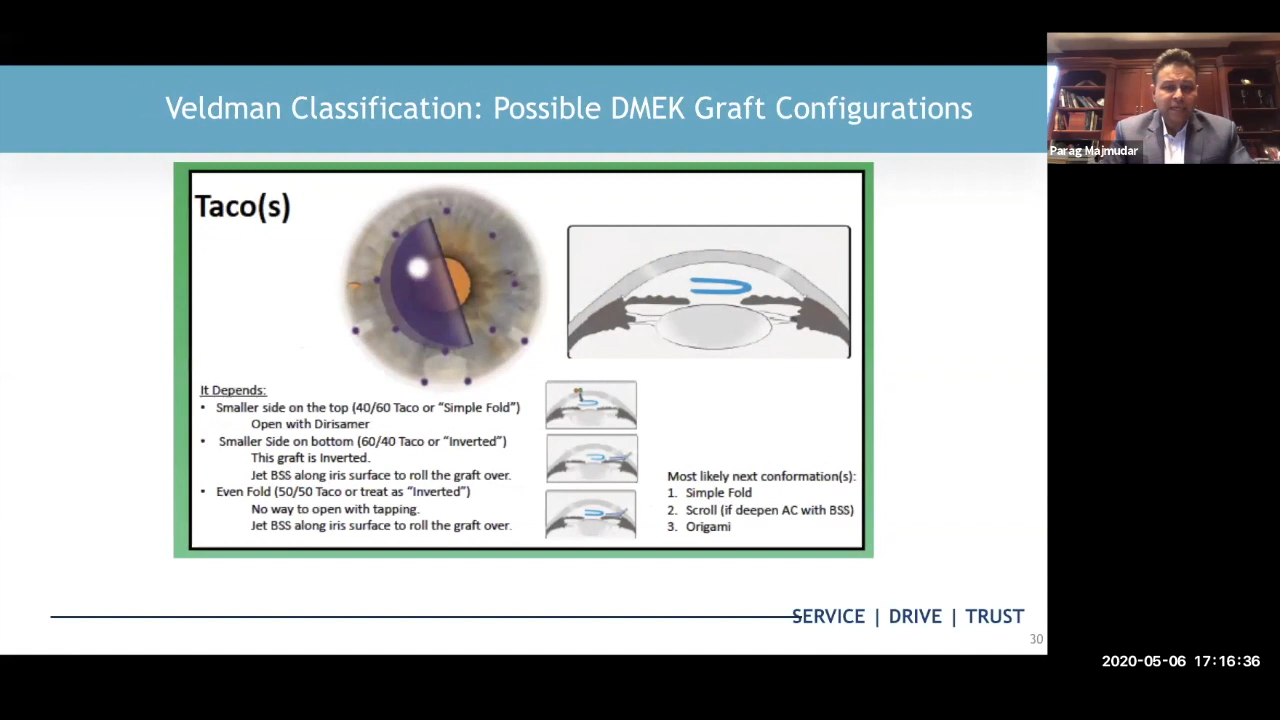 Veldman Classification: Possible DMEK Graft Configurations
Parag Majmudar
Taco(s)
It Depends:
• Smaller side on the top (40/60 Taco or “Simple Fold”)
Open with Dirisamer
• Smaller Side on bottom (60/40 Taco or “Inverted”)
This graft is Inverted.
Jet BSS along iris surface to roll the graft over.
• Even Fold (50/50 Taco or treat as “Inverted”)
No way to open with tapping.
Jet BSS along iris surface to roll the graft over.
Most likely next conformation(s):
1. Simple Fold
2. Scroll (if deepen AC with BSS)
3. Origami
SERVICE | DRIVE | TRUST
30
2020-05-06 17:16:36